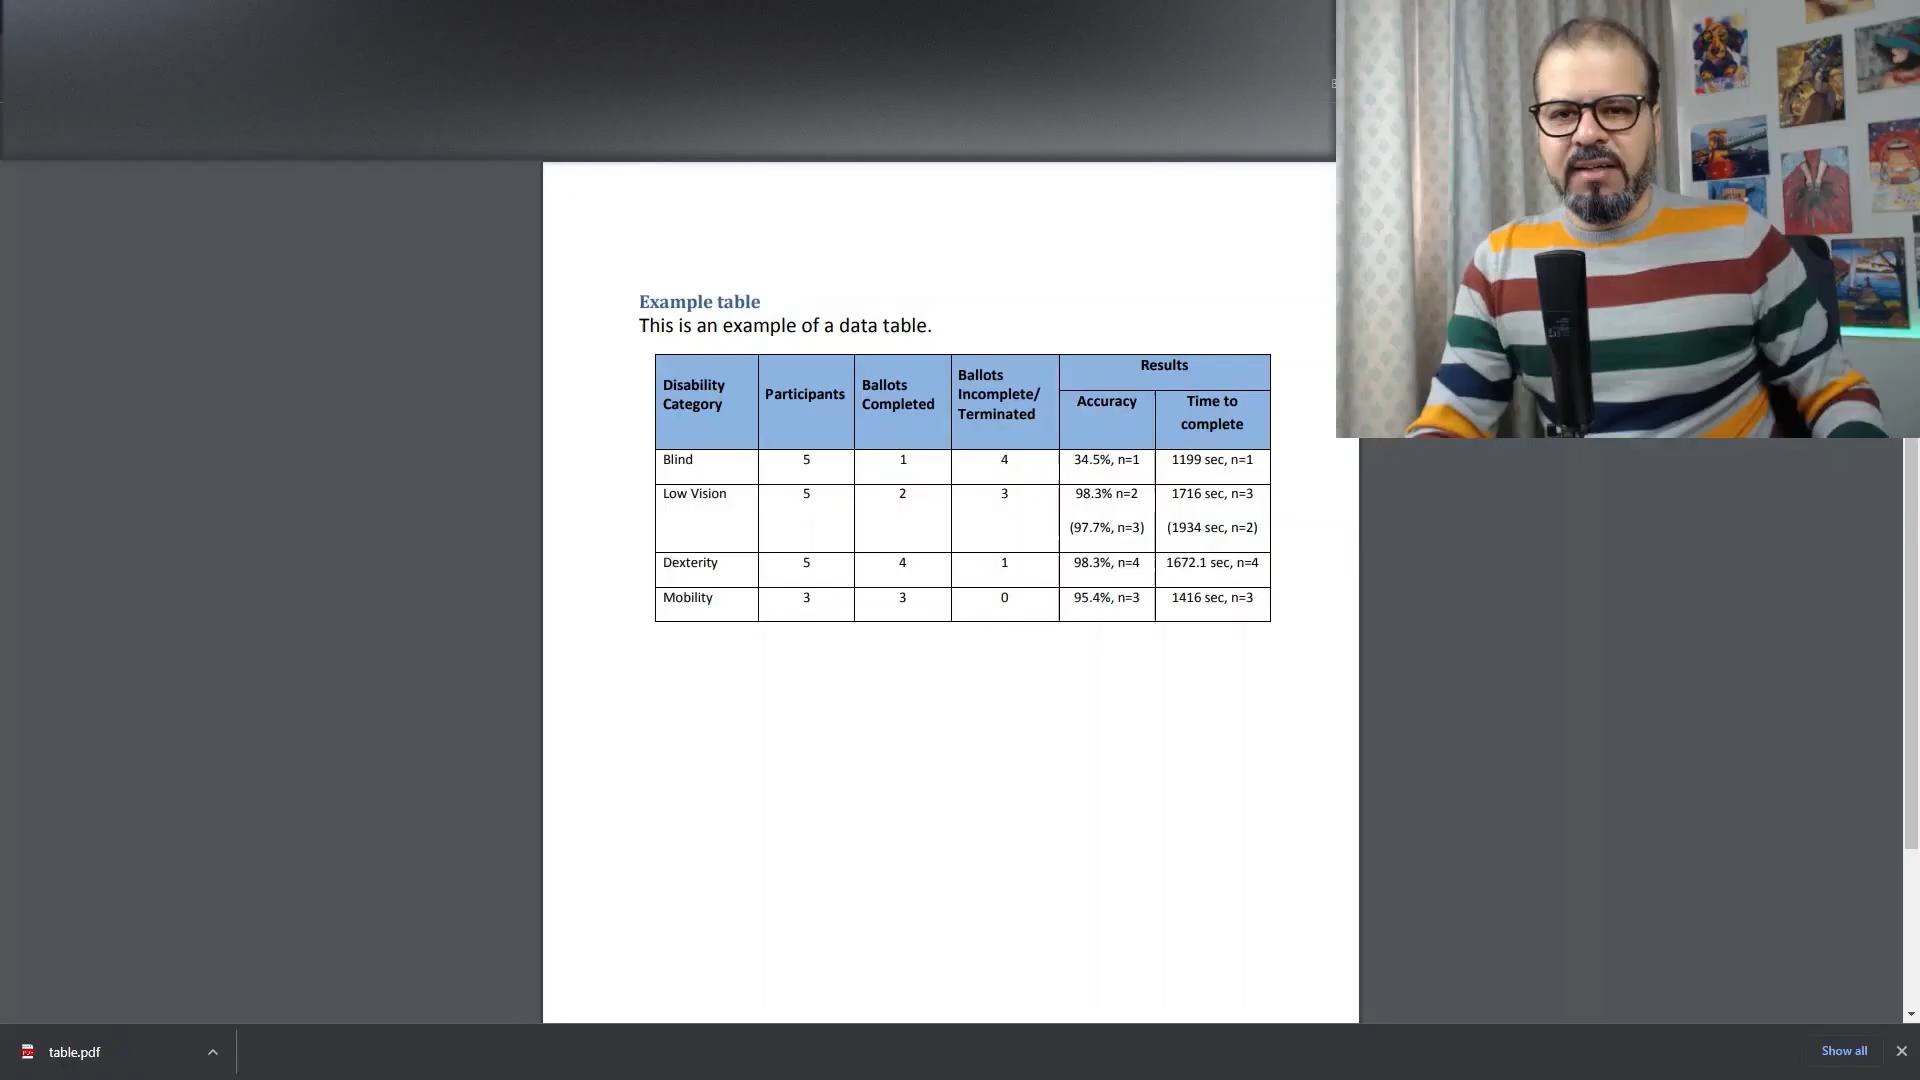 Example table
This is an example of a data table.
Disability Category
Participants
Ballots Completed
Ballots Incomplete/ Terminated
Results
Accuracy
Time to complete
Blind 5 1 4 34.5%, n=1 1199 sec, n=1
Low Vision 5 2 3 98.3% n=2 1716 sec, n=3
(97.7%, n=3) (1934 sec, n=2)
Dexterity 5 4 1 98.3%, n=4 1672.1 sec, n=4
Mobility 3 3 0 95.4%, n=3 1416 sec, n=3
table.pdf
Show all